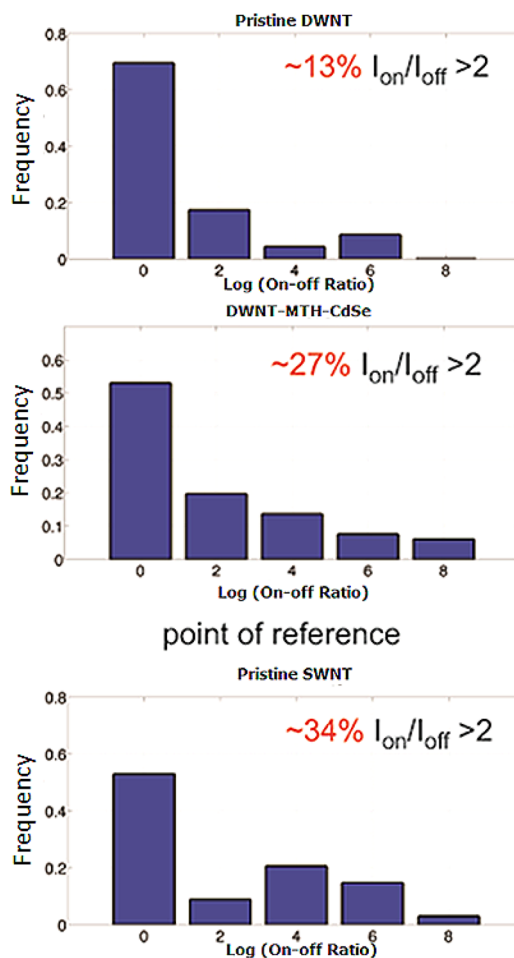 Pristine DWNT
~13% Ion/Ioff >2
Frequency
0.8
0.6
0.4
0.2
0
0 2 4 6 8
Log (On-off Ratio)
DWNT-MTH-CdSe
~27% Ion/Ioff >2
Frequency
0.6
0.5
0.4
0.3
0.2
0.1
0
0 2 4 6 8
Log (On-off Ratio)
point of reference
Pristine SWNT
~34% Ion/Ioff >2
Frequency
0.8
0.6
0.4
0.2
0
0 2 4 6 8
Log (On-off Ratio)